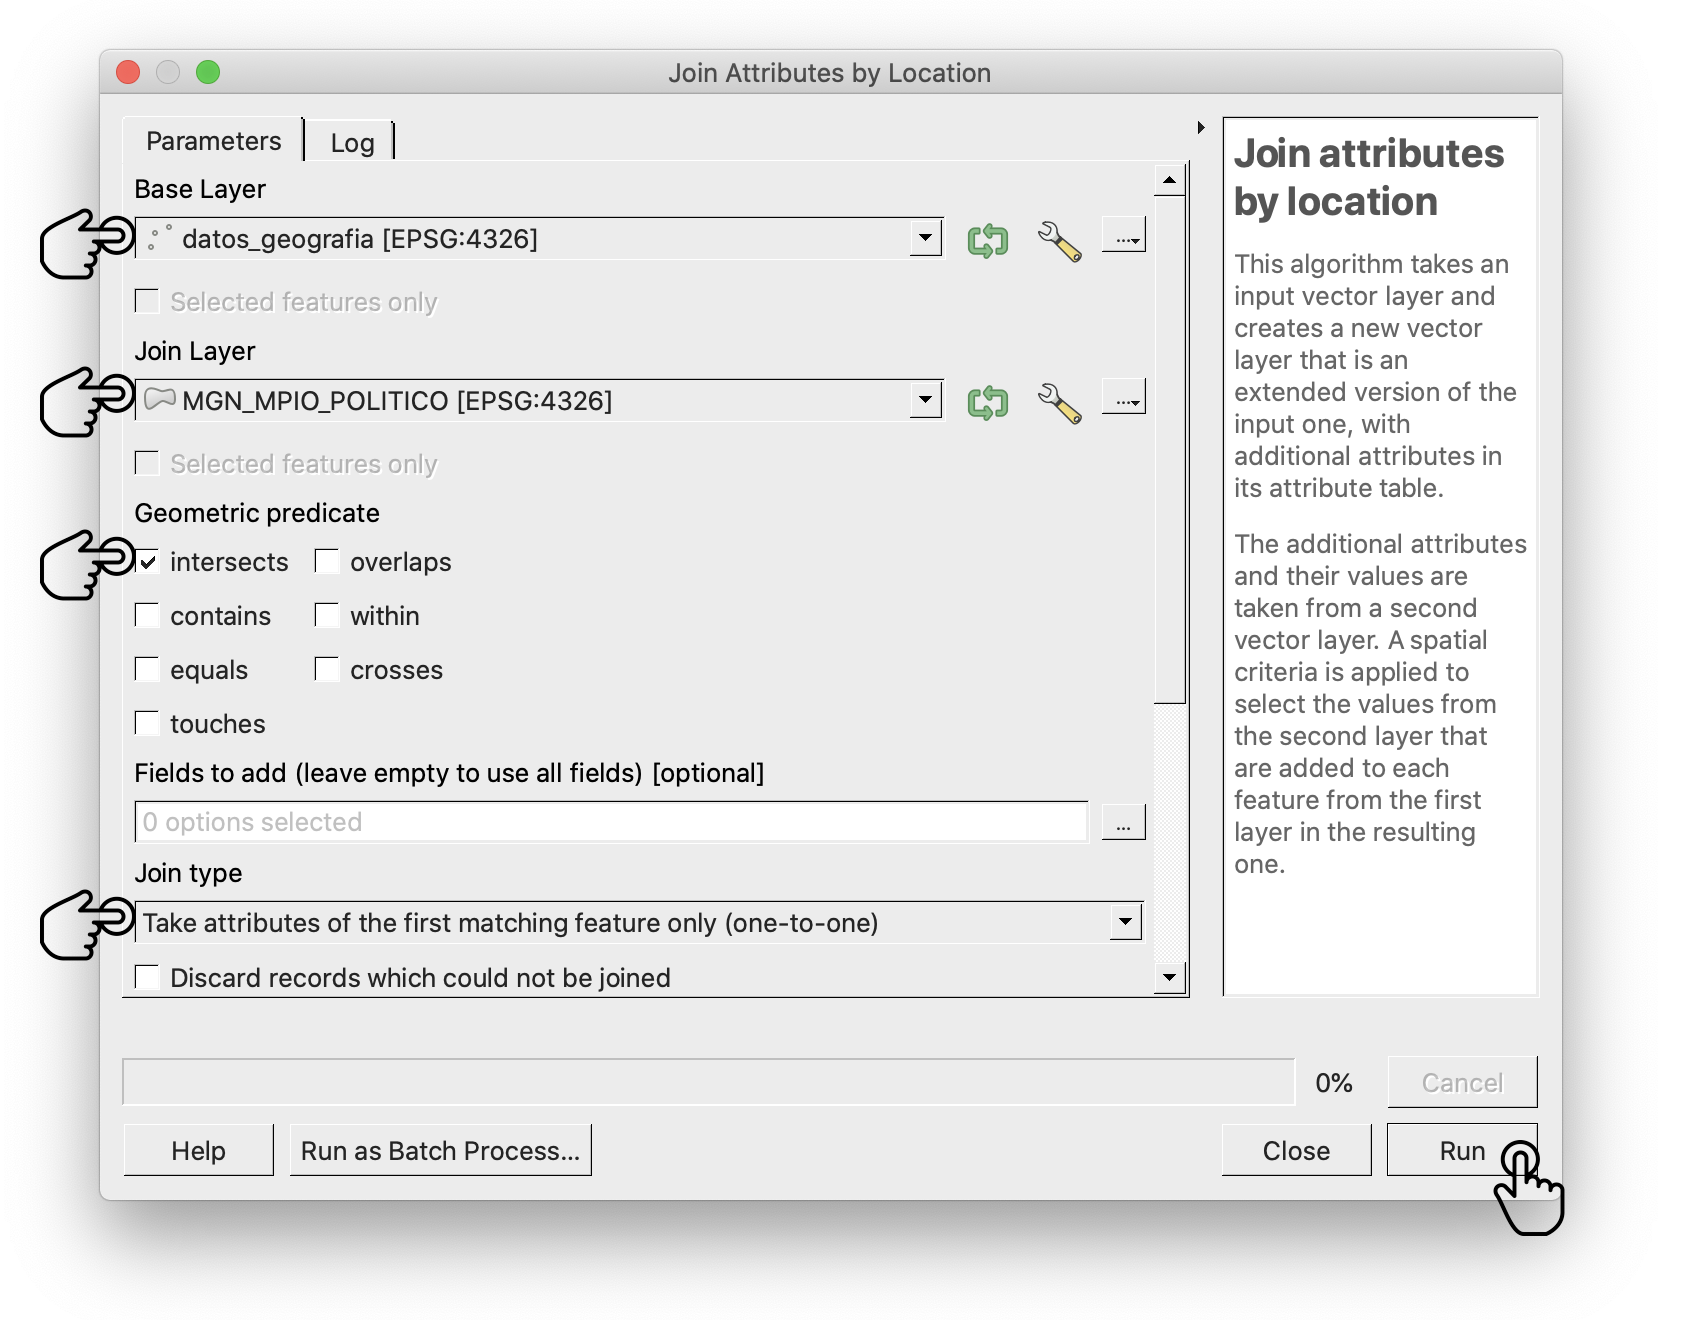 Join Attributes by Location
Parameters
Log
Base Layer
datos_geografia [EPSG:4326]
...
Selected features only
Join Layer
MGN_MPIO_POLITICO [EPSG:4326]
...
Selected features only
Geometric predicate
intersects
overlaps
contains
within
equals
crosses
touches
Fields to add (leave empty to use all fields) [optional]
0 options selected
...
Join type
Take attributes of the first matching feature only (one-to-one)
Discard records which could not be joined
Join attributes
by location
This algorithm takes an
input vector layer and
creates a new vector
layer that is an
extended version of the
input one, with
additional attributes in
its attribute table.
The additional attributes
and their values are
taken from a second
vector layer. A spatial
criteria is applied to
select the values from
the second layer that
are added to each
feature from the first
layer in the resulting
one.
0%
Cancel
Help
Run as Batch Process...
Close
Run